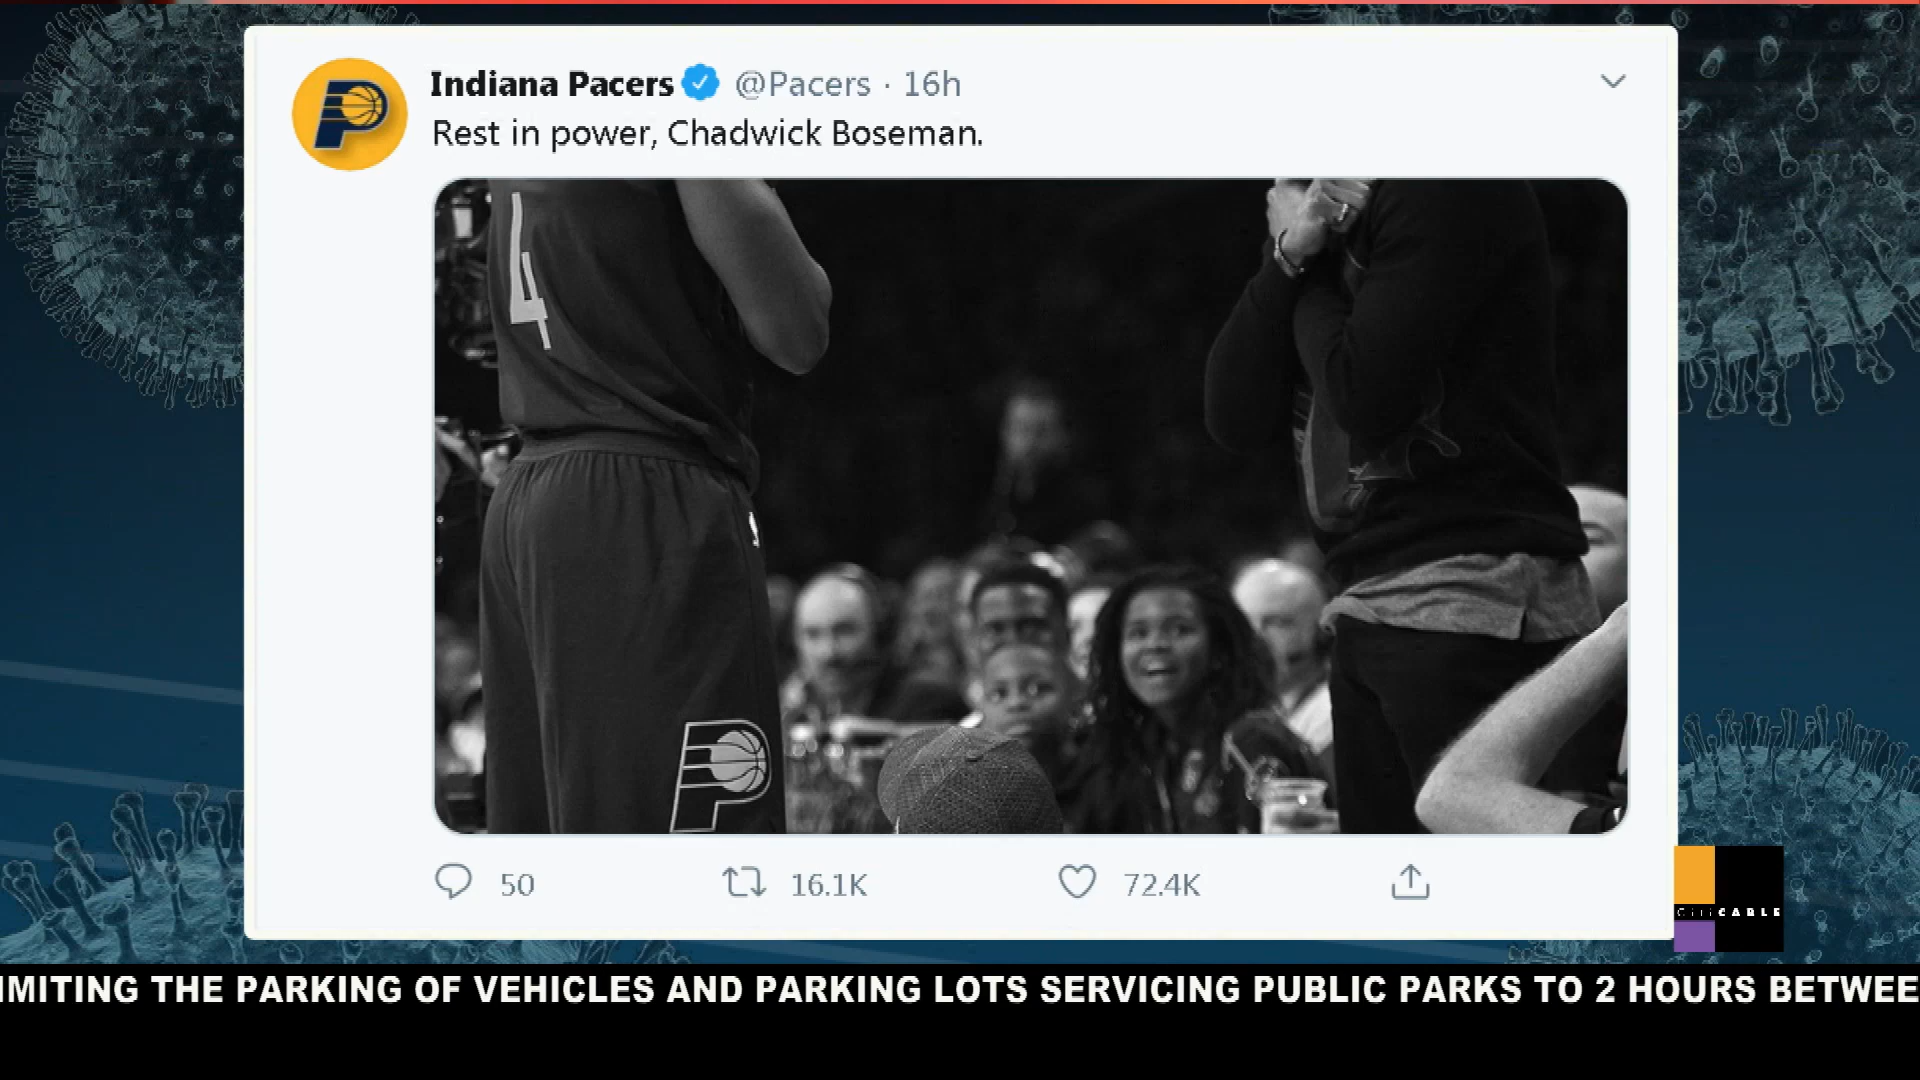 Indiana Pacers @Pacers · 16h
Rest in power, Chadwick Boseman.
4
50 16.1K 72.4K
CABLE
IMITING THE PARKING OF VEHICLES AND PARKING LOTS SERVICING PUBLIC PARKS TO 2 HOURS BETWEE